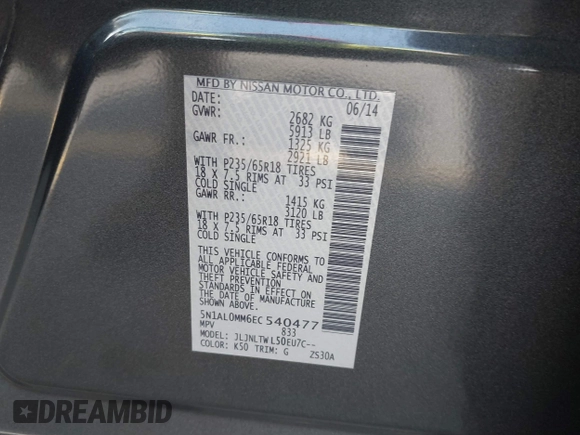 MFD BY NISSAN MOTOR CO., LTD.
DATE: 06/14
GVWR: 2682 KG
5913 LB
GAWR FR.: 1325 KG
2921 LB
WITH P235/65R18 TIRES
18 X 7.5 RIMS AT 33 PSI
COLD SINGLE
GAWR RR.: 1415 KG
3120 LB
WITH P235/65R18 TIRES
18 X 7.5 RIMS AT 33 PSI
COLD SINGLE
THIS VEHICLE CONFORMS TO
ALL APPLICABLE FEDERAL
MOTOR VEHICLE SAFETY AND
THEFT PREVENTION
STANDARDS IN EFFECT ON
THE DATE OF MANUFACTURE
SHOWN ABOVE.
5N1AL0MM6EC 540477
MPV 833
MODEL: JLJNLTWL50EU7C--
COLOR: K50 TRIM: G ZS30A
DREAMBID